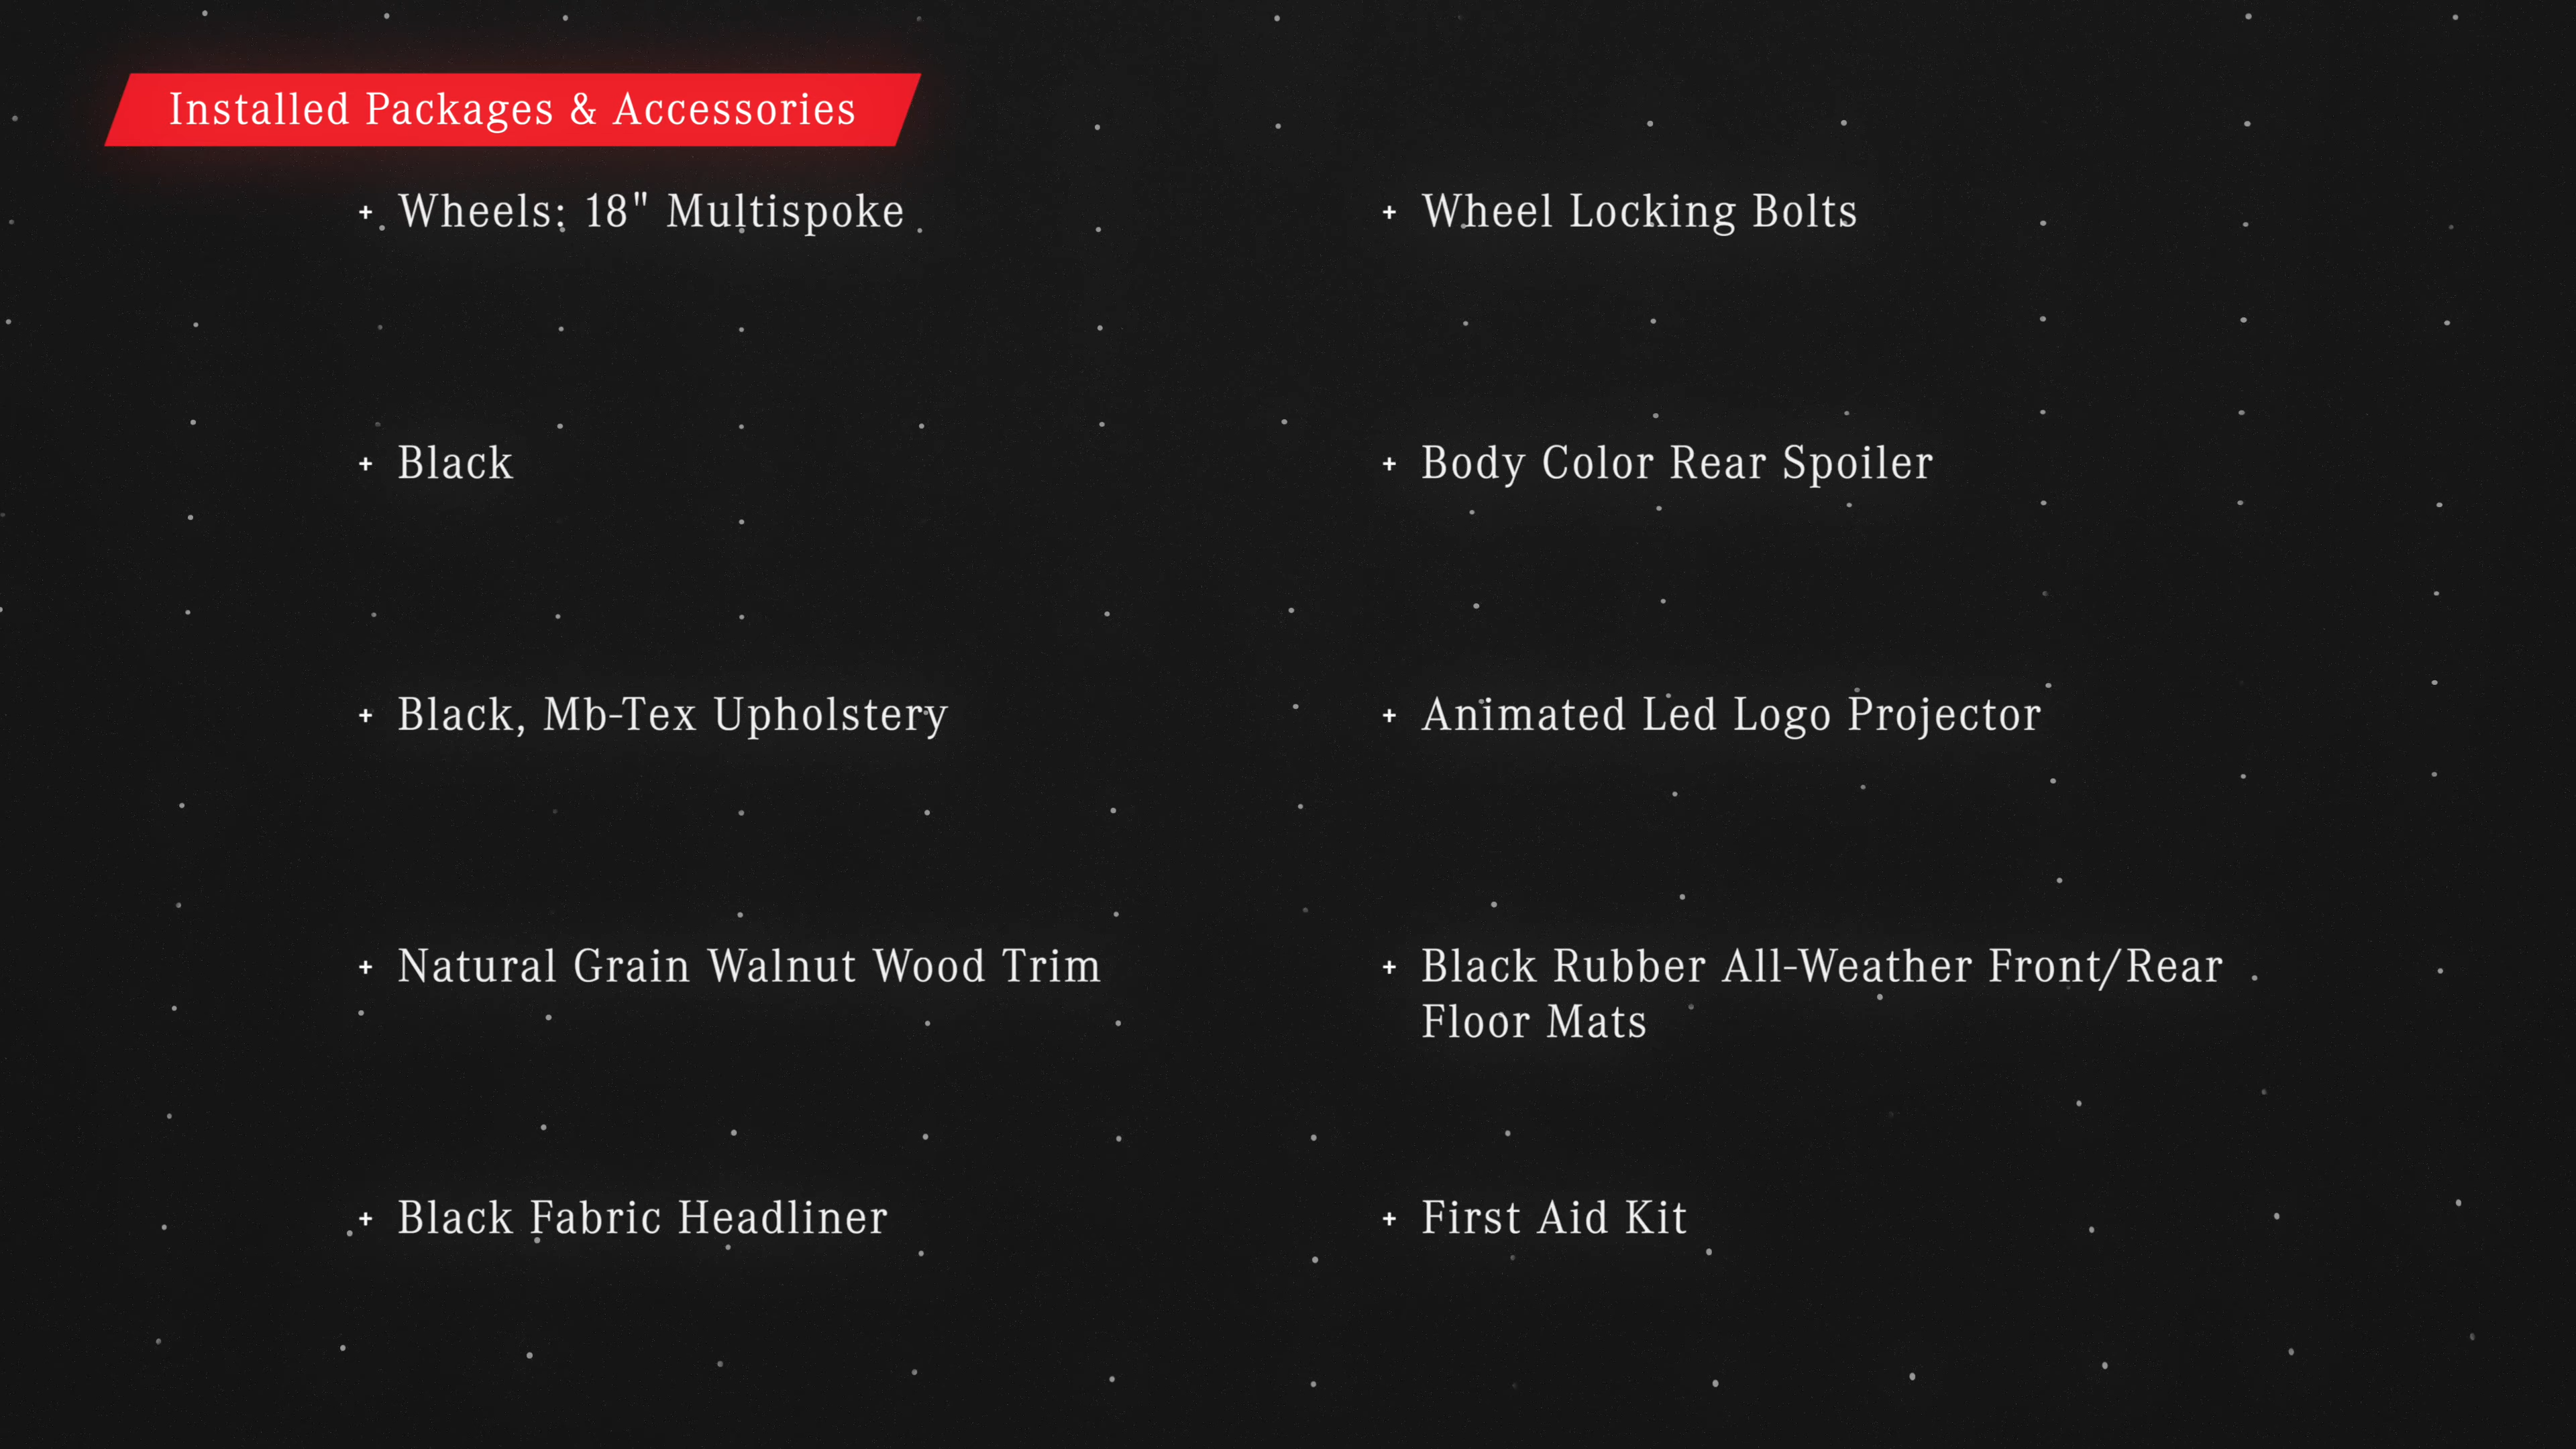 Installed Packages & Accessories
+ Wheels: 18" Multispoke
+ Black
+ Black, Mb-Tex Upholstery
+ Natural Grain Walnut Wood Trim
+ Black Fabric Headliner
+ Wheel Locking Bolts
+ Body Color Rear Spoiler
+ Animated Led Logo Projector
+ Black Rubber All-Weather Front/Rear
Floor Mats
+ First Aid Kit